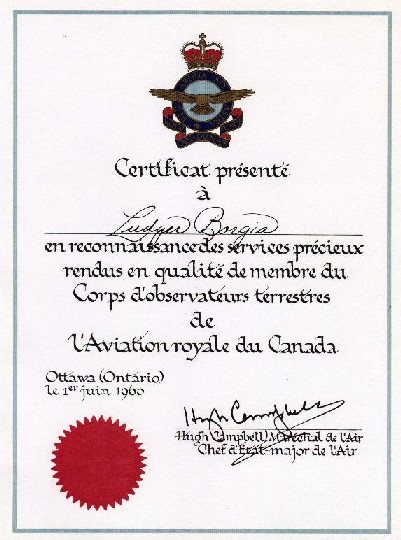 Certificat présenté
à
Ludger Borgia
en reconnaissance des services précieux
rendus en qualité de membre du
Corps d'observateurs terrestres
de
l'Aviation royale du Canada
Ottawa (Ontario)
le 1er juin 1960
Hugh Campbell
Hugh Campbell, Maréchal de l'Air
Chef d'État-major de l'Air